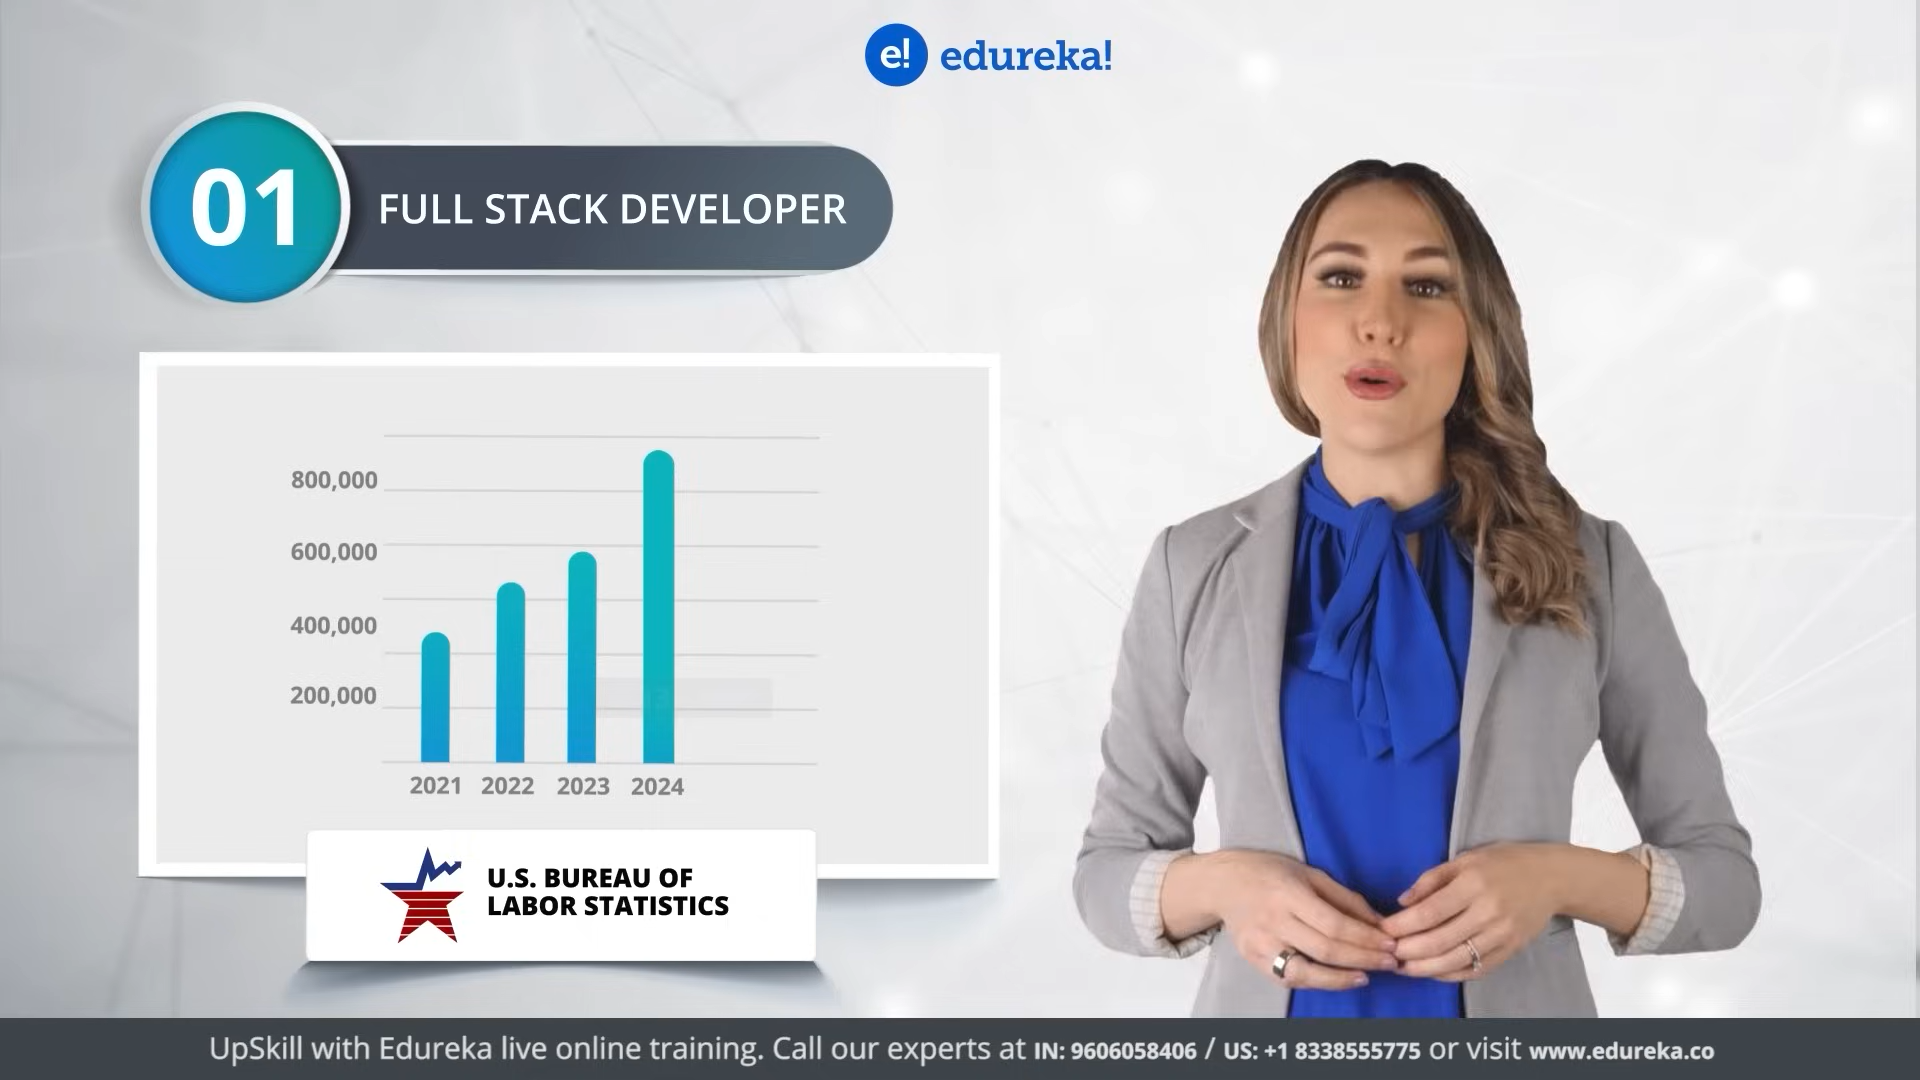 e! edureka!
01
FULL STACK DEVELOPER
800,000
600,000
400,000
200,000
2021 2022 2023 2024
U.S. BUREAU OF
LABOR STATISTICS
UpSkill with Edureka live online training. Call our experts at IN: 9606058406 / US: +1 8338555775 or visit www.edureka.co